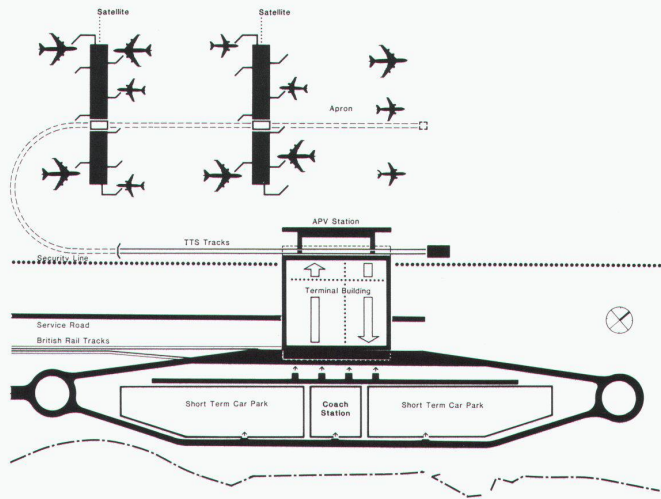 Satellite
Satellite
Apron
APV Station
TTS Tracks
Security Line
Terminal Building
Service Road
British Rail Tracks
Short Term Car Park
Coach
Station
Short Term Car Park